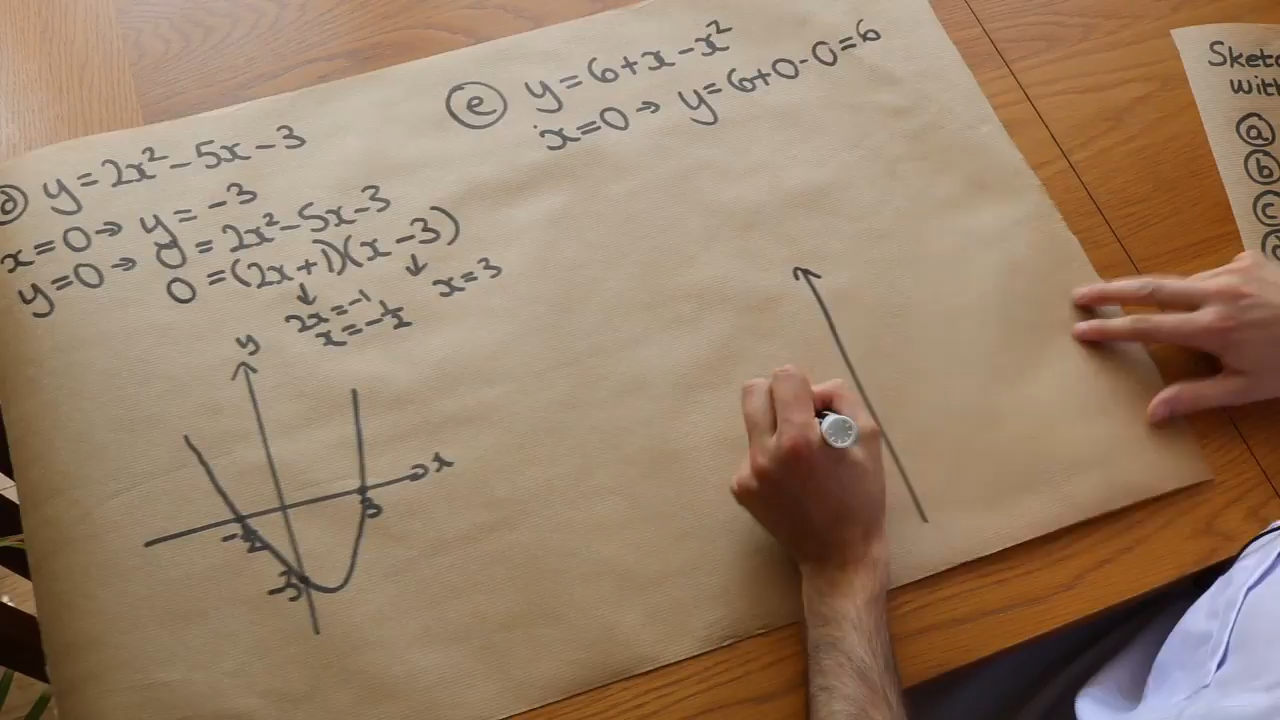 d y = 2x² - 5x - 3
x = 0 → y = -3
y = 0 → 0 = 2x² - 5x - 3
0 = (2x + 1)(x - 3)
↓ ↓
2x = -1 x = 3
x = -1/2
y
x
-1/2
3
-3
e y = 6 + x - x²
x = 0 → y = 6 + 0 - 0 = 6
with
a
b
c